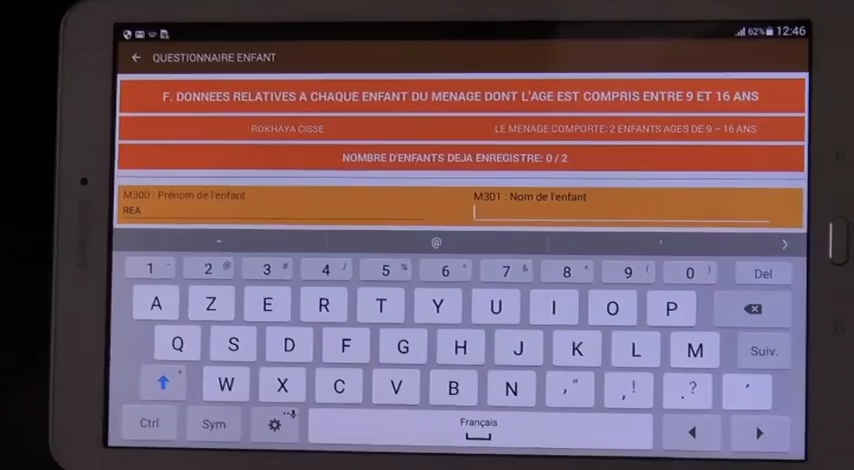 62% 12:46
← QUESTIONNAIRE ENFANT
F. DONNEES RELATIVES A CHAQUE ENFANT DU MENAGE DONT L'AGE EST COMPRIS ENTRE 9 ET 16 ANS
ROKHAYA CISSE LE MENAGE COMPORTE: 2 ENFANTS AGES DE 9 – 16 ANS
NOMBRE D'ENFANTS DEJA ENREGISTRE: 0 / 2
M300 : Prénom de l'enfant M301 : Nom de l'enfant
REA
- @ '
1 - 2 @ 3 # 4 / 5 % 6 ^ 7 & 8 * 9 ( 0 ) Del
A Z E R T Y U I O P
Q S D F G H J K L M Suiv.
W X C V B N , " , ! . ? ´
Ctrl Sym Français